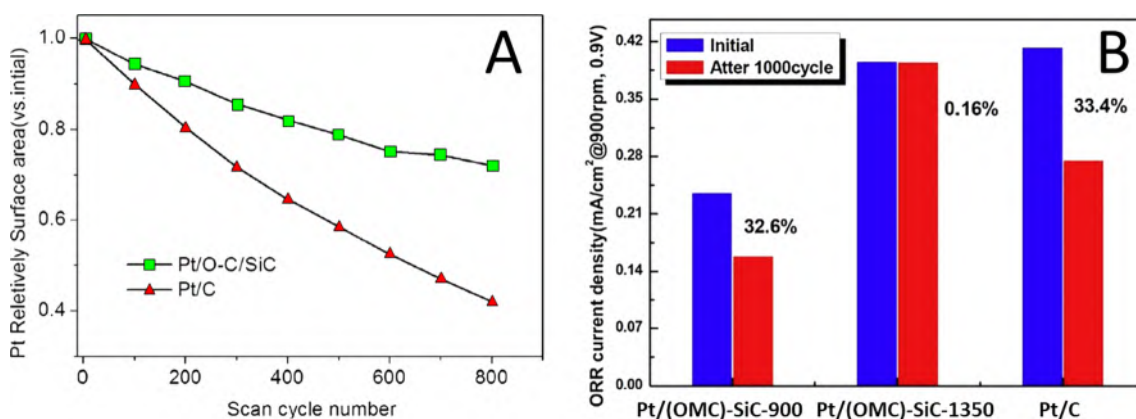 A
Pt Reletively Surface area(vs.intial)
1.0
0.8
0.6
0.4
Pt/O-C/SiC
Pt/C
0
200
400
600
800
Scan cycle number
B
ORR current density(mA/cm²@900rpm, 0.9V)
0.42
0.35
0.28
0.21
0.14
0.07
0.00
Initial
Atter 1000cycle
32.6%
0.16%
33.4%
Pt/(OMC)-SiC-900
Pt/(OMC)-SiC-1350
Pt/C